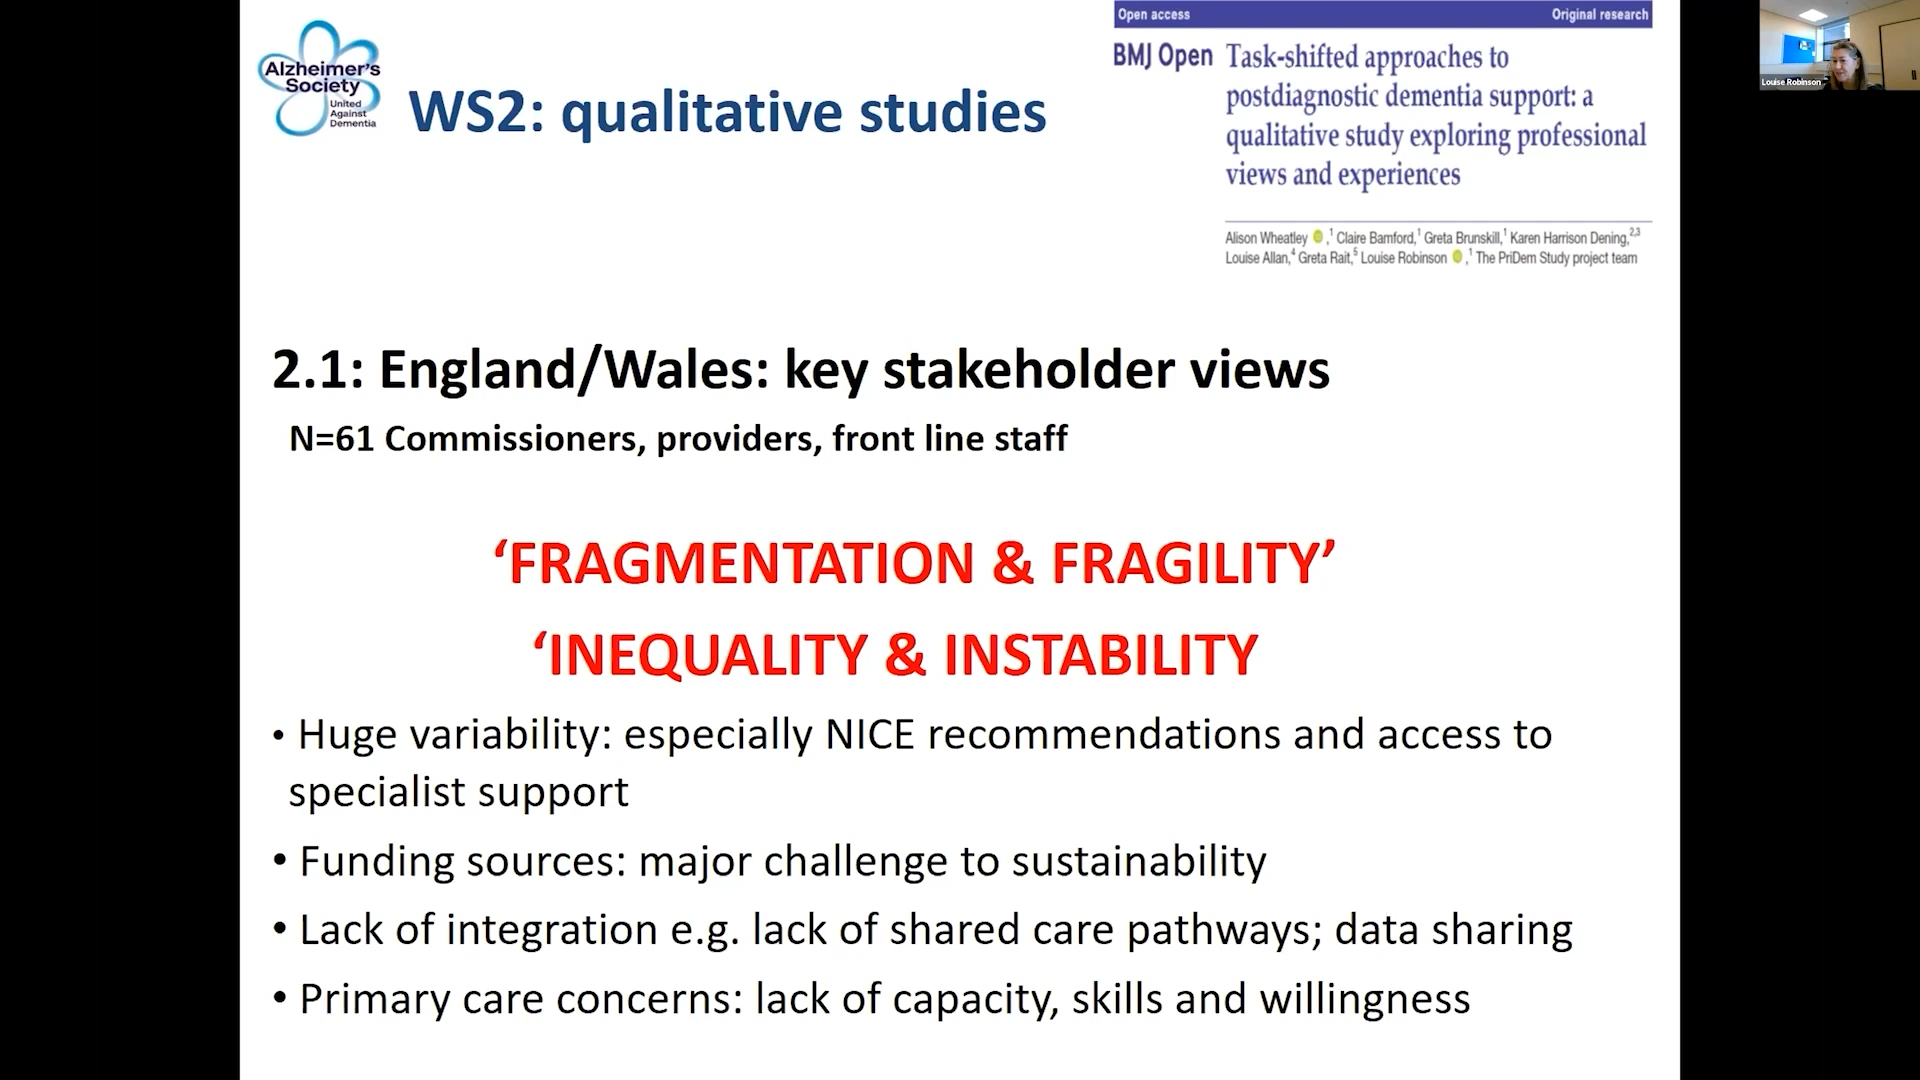 Alzheimer's
Society
United
Against
Dementia
WS2: qualitative studies
Open access
Original research
BMJ Open
Task-shifted approaches to
postdiagnostic dementia support: a
qualitative study exploring professional
views and experiences
Alison Wheatley ,1 Claire Bamford,1 Greta Brunskill,1 Karen Harrison Dening,2,3
Louise Allan,4 Greta Rait,5 Louise Robinson ,1 The PriDem Study project team
Louise Robinson
2.1: England/Wales: key stakeholder views
N=61 Commissioners, providers, front line staff
‘FRAGMENTATION & FRAGILITY’
‘INEQUALITY & INSTABILITY
• Huge variability: especially NICE recommendations and access to
specialist support
• Funding sources: major challenge to sustainability
• Lack of integration e.g. lack of shared care pathways; data sharing
• Primary care concerns: lack of capacity, skills and willingness